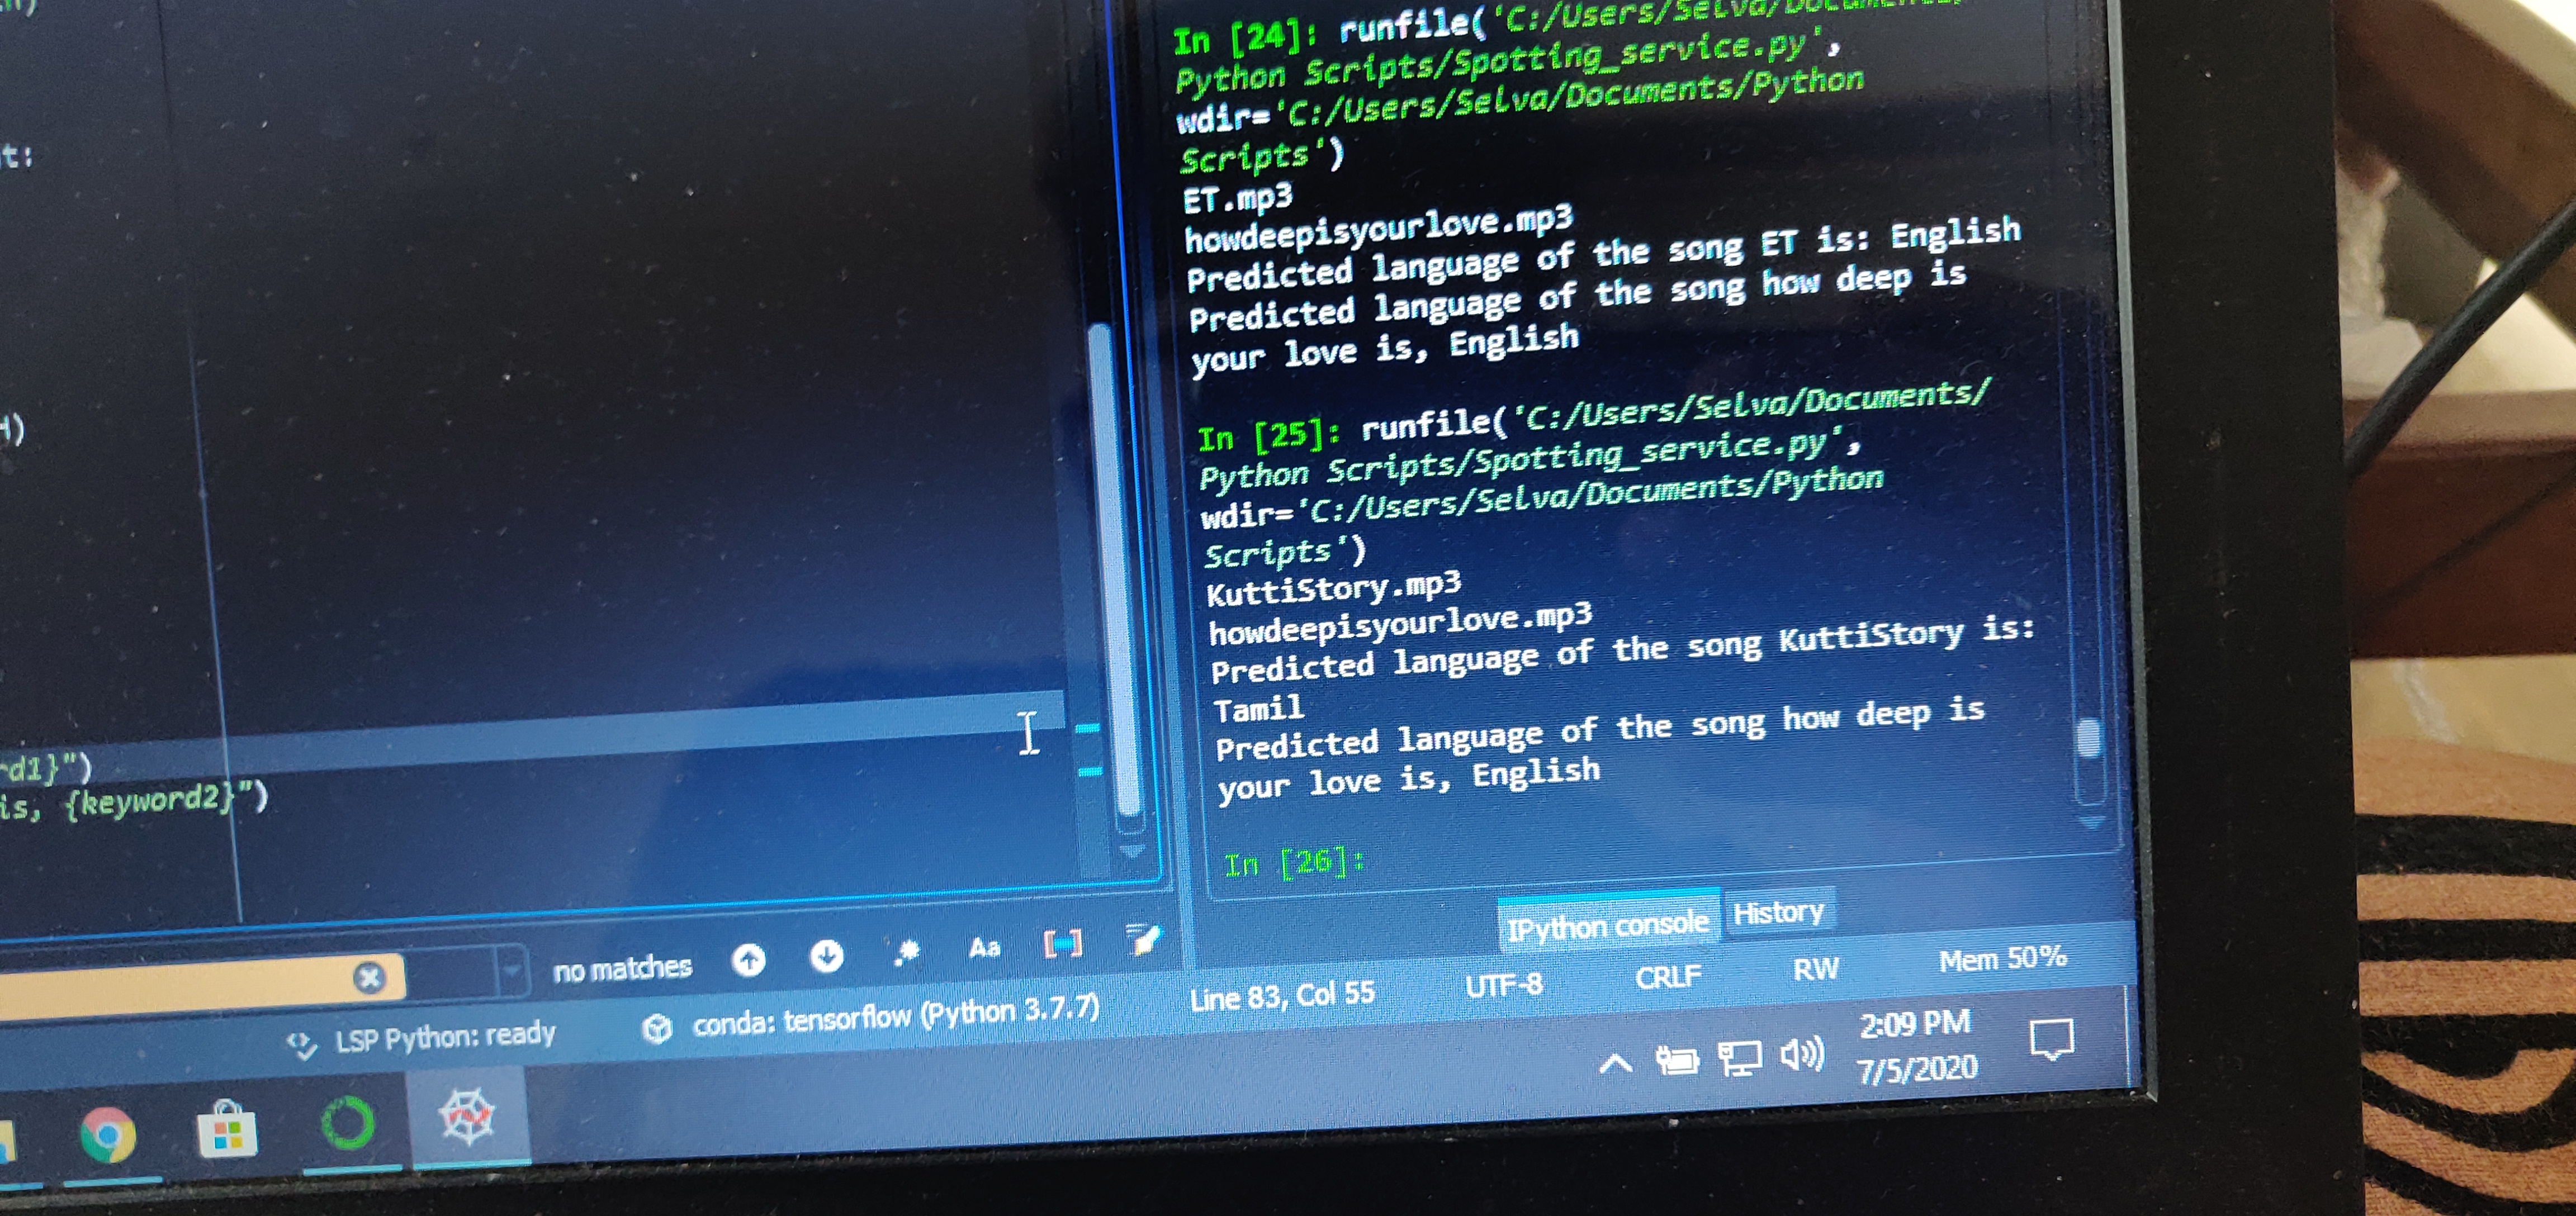 t:
rd1}")
is, {keyword2}")
In [24]: runfile('C:/Users/Selva/Documents/
Python Scripts/Spotting_service.py',
wdir='C:/Users/Selva/Documents/Python
Scripts')
ET.mp3
howdeepisyourlove.mp3
Predicted language of the song ET is: English
Predicted language of the song how deep is
your love is, English
In [25]: runfile('C:/Users/Selva/Documents/
Python Scripts/Spotting_service.py',
wdir='C:/Users/Selva/Documents/Python
Scripts')
KuttiStory.mp3
howdeepisyourlove.mp3
Predicted language of the song KuttiStory is:
Tamil
Predicted language of the song how deep is
your love is, English
In [26]:
IPython console History
no matches Aa
LSP Python: ready conda: tensorflow (Python 3.7.7) Line 83, Col 55 UTF-8 CRLF RW Mem 50%
2:09 PM
7/5/2020